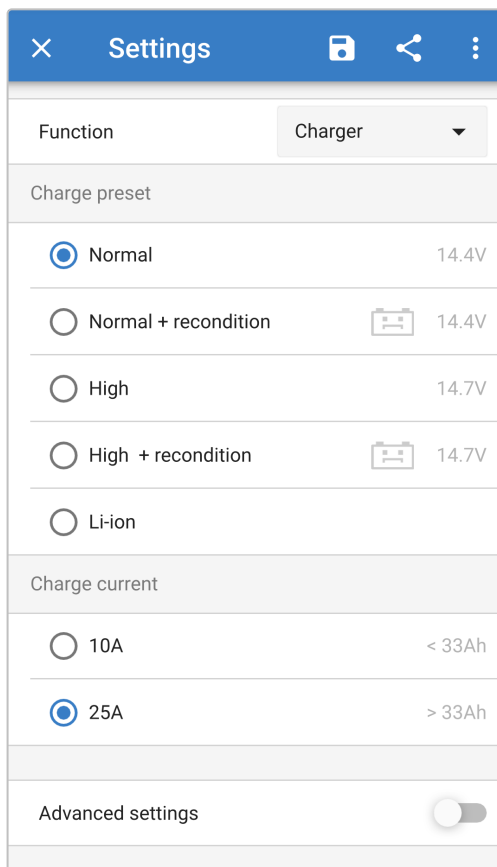 Settings
Function Charger
Charge preset
Normal 14.4V
Normal + recondition 14.4V
High 14.7V
High + recondition 14.7V
Li-ion
Charge current
10A < 33Ah
25A > 33Ah
Advanced settings